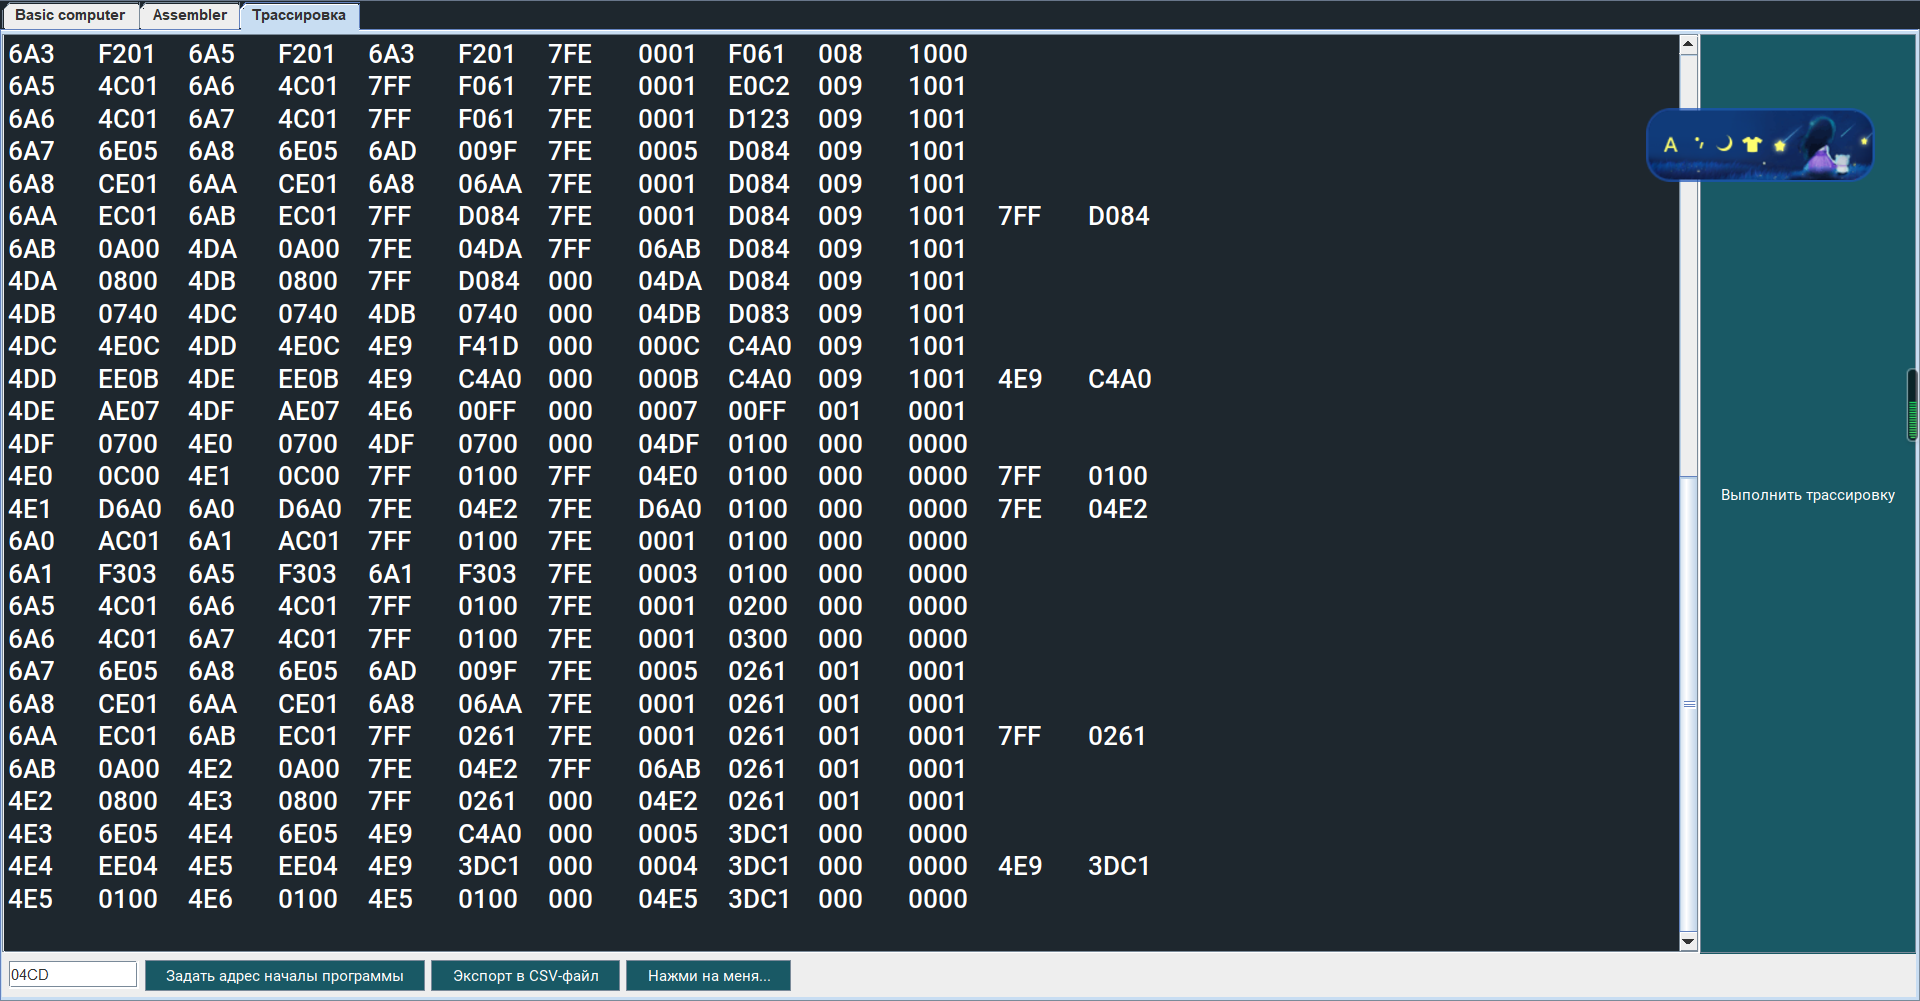 Basic computer Assembler Трассировка
6A3 F201 6A5 F201 6A3 F201 7FE 0001 F061 008 1000
6A5 4C01 6A6 4C01 7FF F061 7FE 0001 E0C2 009 1001
6A6 4C01 6A7 4C01 7FF F061 7FE 0001 D123 009 1001
6A7 6E05 6A8 6E05 6AD 009F 7FE 0005 D084 009 1001
6A8 CE01 6AA CE01 6A8 06AA 7FE 0001 D084 009 1001
6AA EC01 6AB EC01 7FF D084 7FE 0001 D084 009 1001 7FF D084
6AB 0A00 4DA 0A00 7FE 04DA 7FF 06AB D084 009 1001
4DA 0800 4DB 0800 7FF D084 000 04DA D084 009 1001
4DB 0740 4DC 0740 4DB 0740 000 04DB D083 009 1001
4DC 4E0C 4DD 4E0C 4E9 F41D 000 000C C4A0 009 1001
4DD EE0B 4DE EE0B 4E9 C4A0 000 000B C4A0 009 1001 4E9 C4A0
4DE AE07 4DF AE07 4E6 00FF 000 0007 00FF 001 0001
4DF 0700 4E0 0700 4DF 0700 000 04DF 0100 000 0000
4E0 0C00 4E1 0C00 7FF 0100 7FF 04E0 0100 000 0000 7FF 0100
4E1 D6A0 6A0 D6A0 7FE 04E2 7FE D6A0 0100 000 0000 7FE 04E2
6A0 AC01 6A1 AC01 7FF 0100 7FE 0001 0100 000 0000
6A1 F303 6A5 F303 6A1 F303 7FE 0003 0100 000 0000
6A5 4C01 6A6 4C01 7FF 0100 7FE 0001 0200 000 0000
6A6 4C01 6A7 4C01 7FF 0100 7FE 0001 0300 000 0000
6A7 6E05 6A8 6E05 6AD 009F 7FE 0005 0261 001 0001
6A8 CE01 6AA CE01 6A8 06AA 7FE 0001 0261 001 0001
6AA EC01 6AB EC01 7FF 0261 7FE 0001 0261 001 0001 7FF 0261
6AB 0A00 4E2 0A00 7FE 04E2 7FF 06AB 0261 001 0001
4E2 0800 4E3 0800 7FF 0261 000 04E2 0261 001 0001
4E3 6E05 4E4 6E05 4E9 C4A0 000 0005 3DC1 000 0000
4E4 EE04 4E5 EE04 4E9 3DC1 000 0004 3DC1 000 0000 4E9 3DC1
4E5 0100 4E6 0100 4E5 0100 000 04E5 3DC1 000 0000
A
Выполнить трассировку
04CD Задать адрес началы программы Экспорт в CSV-файл Нажми на меня...